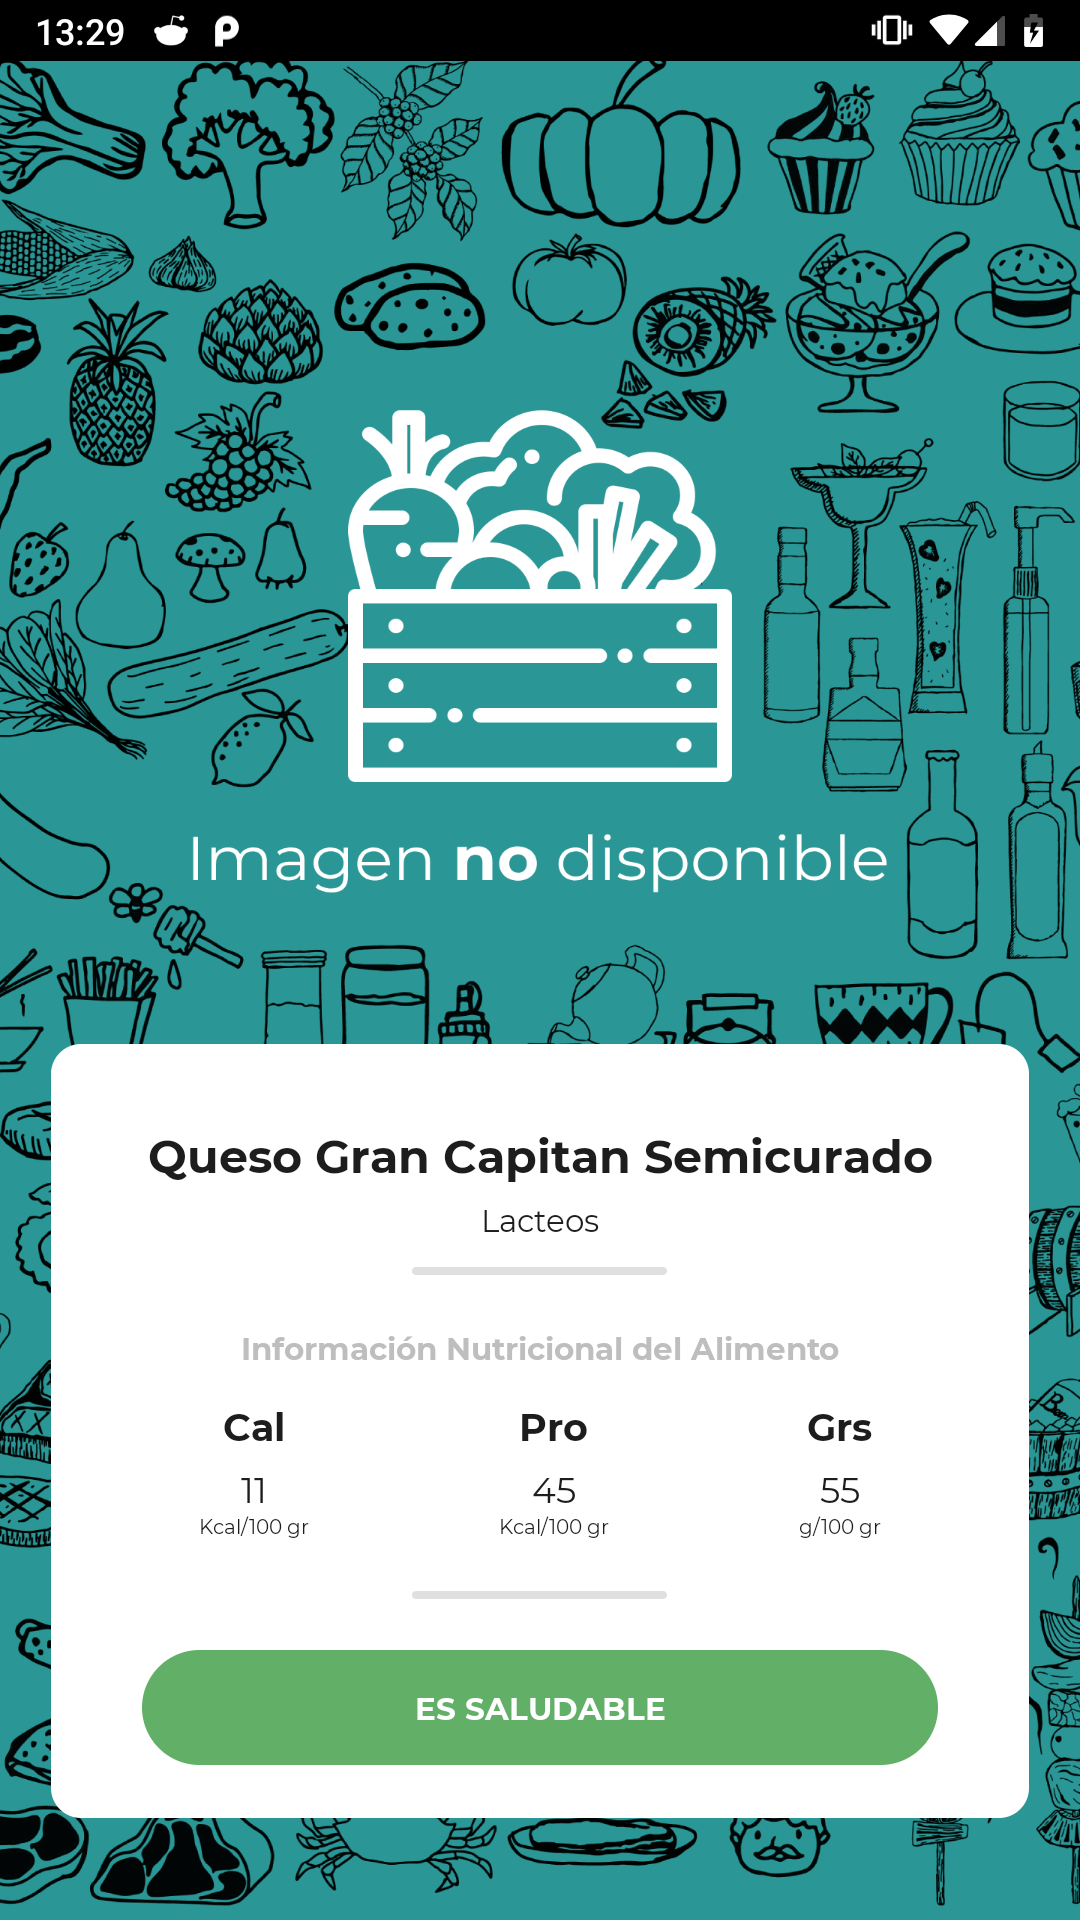 13:29
Imagen no disponible
Queso Gran Capitan Semicurado
Lacteos
Información Nutricional del Alimento
Cal Pro Grs
11 45 55
Kcal/100 gr Kcal/100 gr g/100 gr
ES SALUDABLE